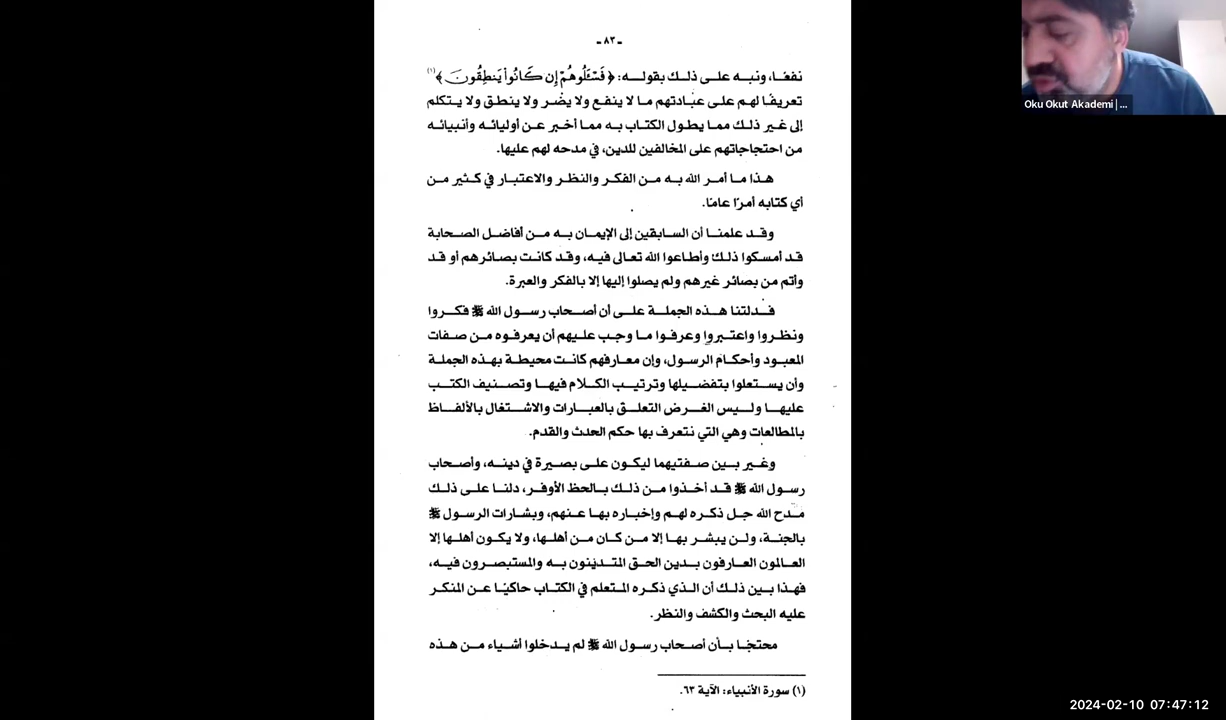 ـ ٨٣ ـ
نفعًا، ونبه على ذلك بقوله: ﴿ فَسْـَٔلُوهُمْ إِن كَانُوا۟ يَنطِقُونَ ﴾(١)
تعريفًا لهم على عبادتهم ما لا ينفع ولا يضر ولا ينطق ولا يتكلم
إلى غير ذلك مما يطول الكتاب به مما أخبر عن أوليائه وأنبيائه
من احتجاجاتهم على المخالفين للدين، في مدحه لهم عليها.
هذا ما أمر الله به من الفكر والنظر والاعتبار في كثير من
أي كتابه أمرًا عامًا.
وقد علمنا أن السابقين إلى الإيمان به من أفاضل الصحابة
قد أمسكوا ذلك وأطاعوا الله تعالى فيه، وقد كانت بصائرهم أو قد
وأتم من بصائر غيرهم ولم يصلوا إليها إلا بالفكر والعبرة.
فدلتنا هذه الجملة على أن أصحاب رسول الله ﷺ فكروا
ونظروا واعتبروا وعرفوا ما وجب عليهم أن يعرفوه من صفات
المعبود وأحكام الرسول، وإن معارفهم كانت محيطة بهذه الجملة
وأن يستعلوا بتفضيلها وترتيب الكلام فيها وتصنيف الكتب
عليها وليس الغرض التعلق بالعبارات والاشتغال بالألفاظ
بالمطالعات وهي التي نتعرف بها حكم الحدث والقدم.
وغير بين صفتيهما ليكون على بصيرة في دينه، وأصحاب
رسول الله ﷺ قد أخذوا من ذلك بالحظ الأوفر، دلنا على ذلك
مدح الله جل ذكره لهم وإخباره بها عنهم، وبشارات الرسول ﷺ
بالجنة، ولن يبشر بها إلا من كان من أهلها، ولا يكون أهلها إلا
العالمون العارفون بدين الحق المتدينون به والمستبصرون فيه،
فهذا بين ذلك أن الذي ذكره المتعلم في الكتاب حاكيًا عن المنكر
عليه البحث والكشف والنظر.
محتجًا بأن أصحاب رسول الله ﷺ لم يدخلوا أشياء من هذه
(١) سورة الأنبياء: الآية ٦٣.
Oku Okut Akademi | ...
2024-02-10 07:47:12